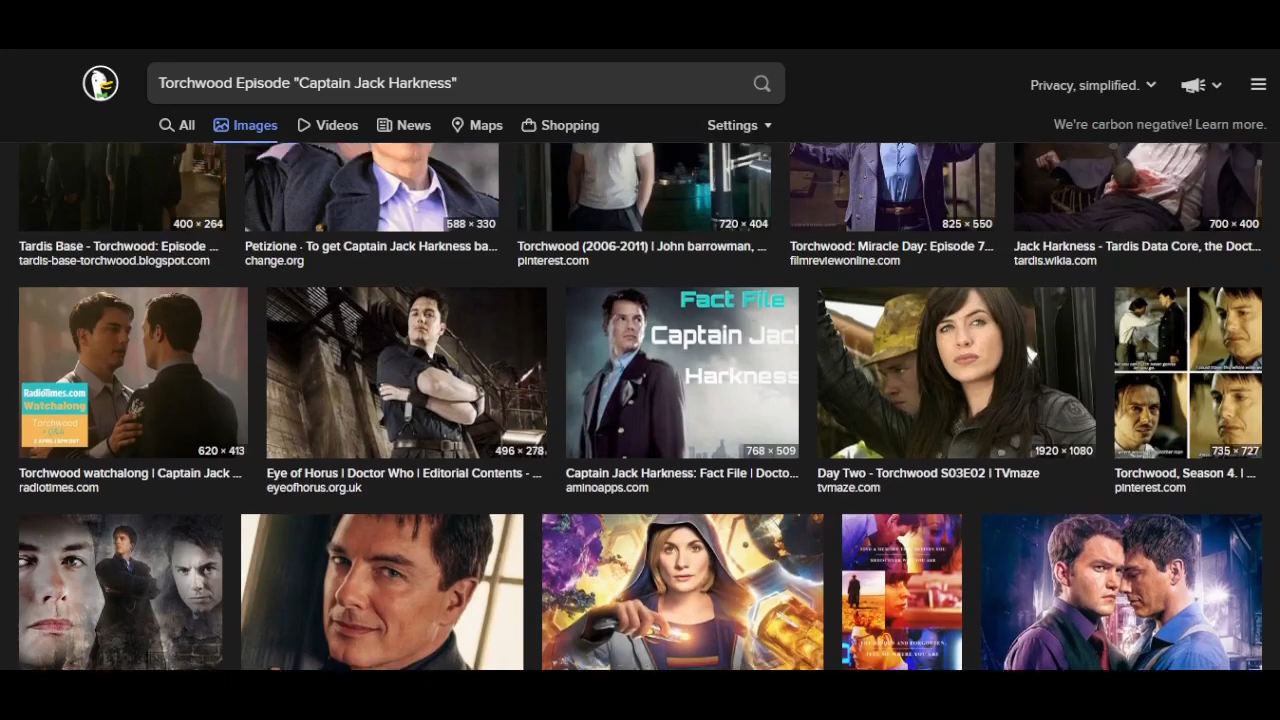 Torchwood Episode "Captain Jack Harkness"
Privacy, simplified.
All Images Videos News Maps Shopping Settings
We're carbon negative! Learn more.
400 × 264
588 × 330
720 × 404
825 × 550
700 × 400
Tardis Base - Torchwood: Episode ...
tardis-base-torchwood.blogspot.com
Petizione · To get Captain Jack Harkness ba...
change.org
Torchwood (2006-2011) | John barrowman, ...
pinterest.com
Torchwood: Miracle Day: Episode 7...
filmreviewonline.com
Jack Harkness - Tardis Data Core, the Doct...
tardis.wikia.com
RadioTimes.com
Watchalong
Torchwood
620 × 413
496 × 278
Fact File
Captain Jack
Harkness
768 × 509
1920 × 1080
735 × 727
Torchwood watchalong | Captain Jack ...
radiotimes.com
Eye of Horus | Doctor Who | Editorial Contents - ...
eyeofhorus.org.uk
Captain Jack Harkness: Fact File | Docto...
aminoapps.com
Day Two - Torchwood S03E02 | TVmaze
tvmaze.com
Torchwood, Season 4. | ...
pinterest.com